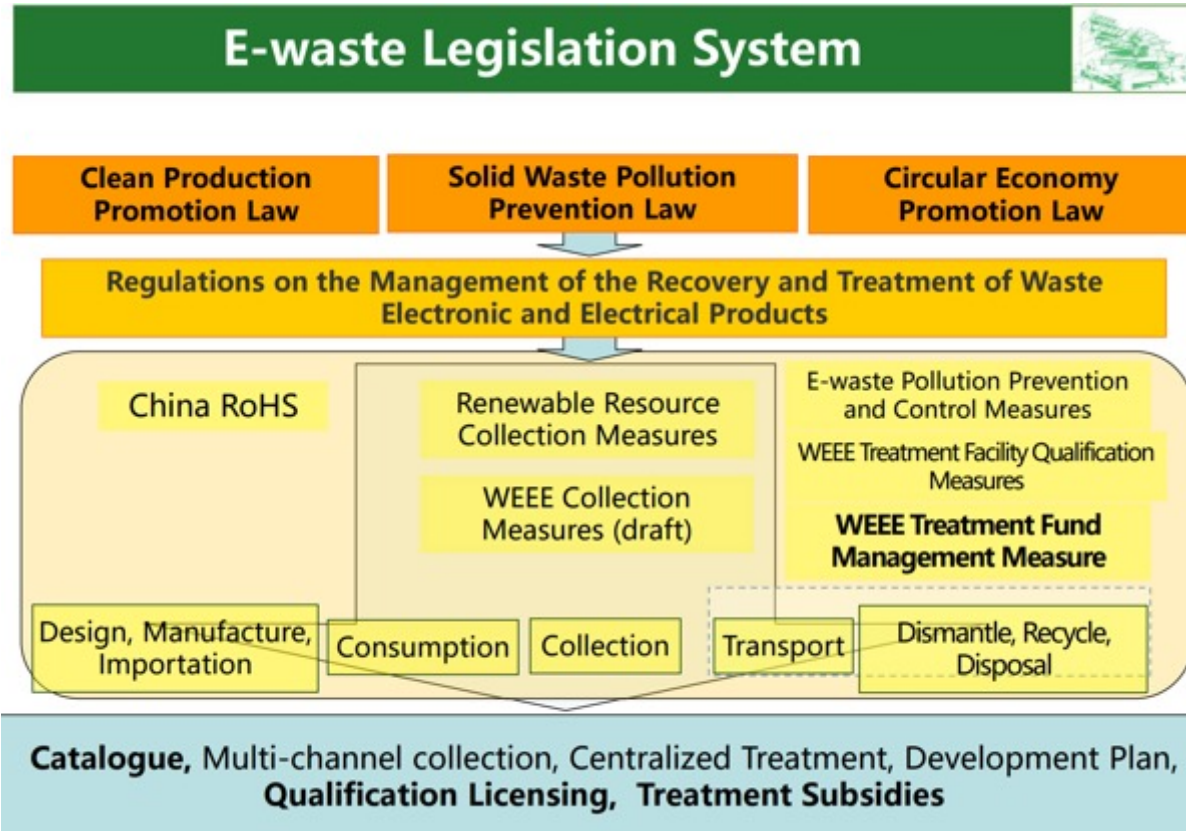 E-waste Legislation System
Clean Production
Promotion Law
Solid Waste Pollution
Prevention Law
Circular Economy
Promotion Law
Regulations on the Management of the Recovery and Treatment of Waste
Electronic and Electrical Products
China RoHS
Renewable Resource
Collection Measures
WEEE Collection
Measures (draft)
E-waste Pollution Prevention
and Control Measures
WEEE Treatment Facility Qualification
Measures
WEEE Treatment Fund
Management Measure
Design, Manufacture,
Importation
Consumption
Collection
Transport
Dismantle, Recycle,
Disposal
Catalogue, Multi-channel collection, Centralized Treatment, Development Plan,
Qualification Licensing, Treatment Subsidies